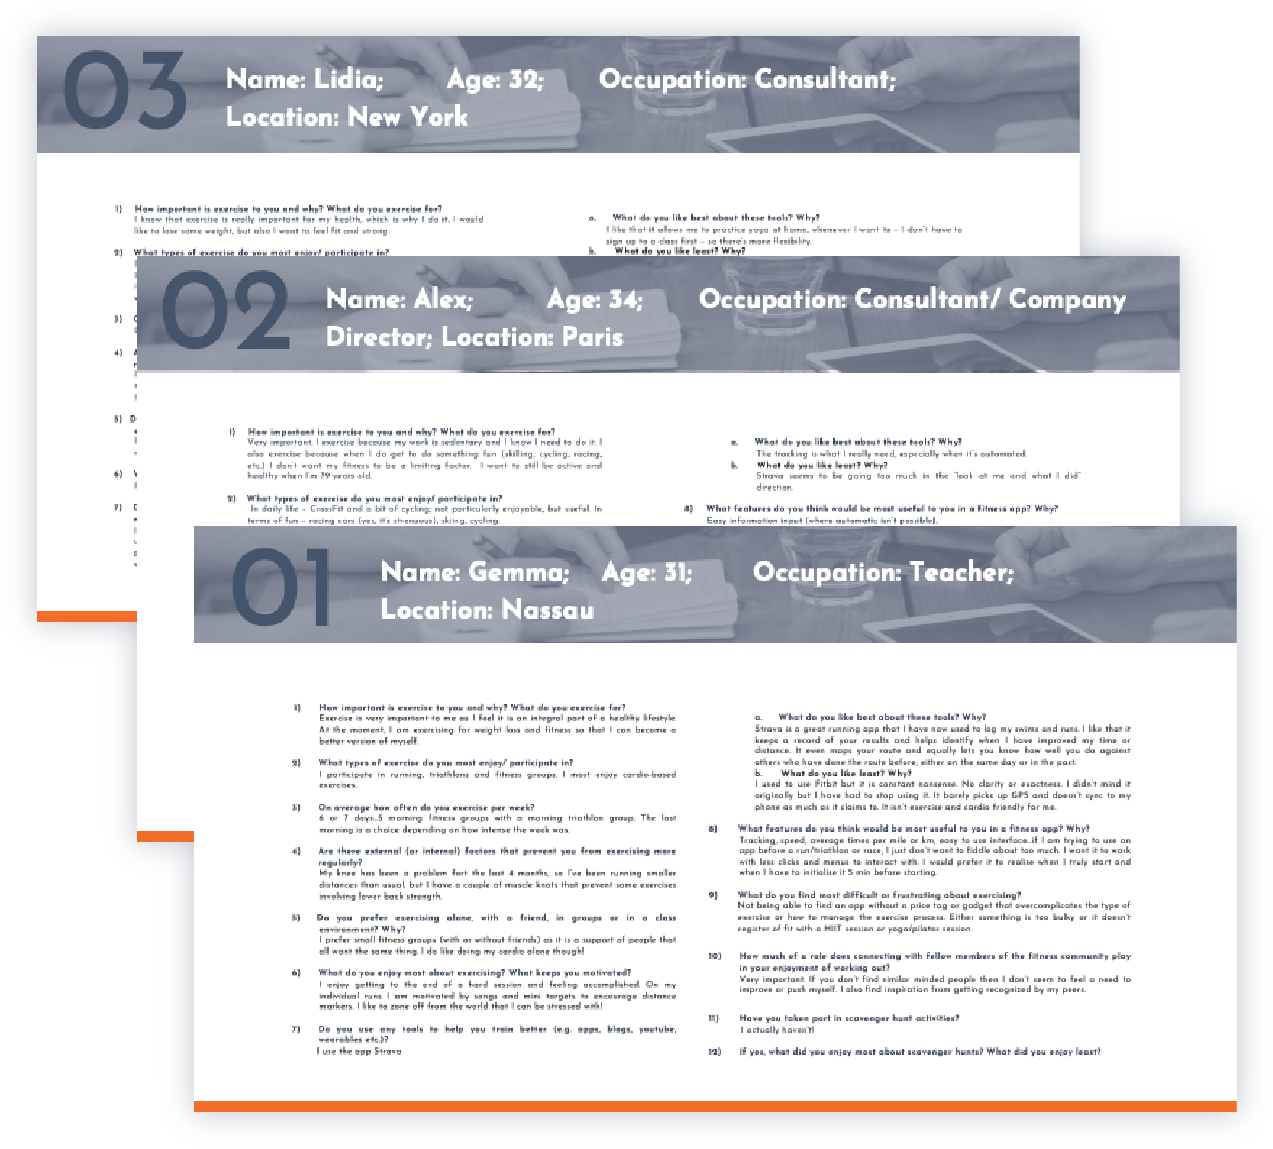 03
Name: Lidia; Age: 32; Occupation: Consultant;
Location: New York
1) How important is exercise to you and why? What do you exercise for?
I know that exercise is really important for my health, which is why I do it. I would
like to lose some weight, but also I want to feel fit and strong.
2) What types of exercise do you most enjoy/ participate in?
3)
4)
5) D
6)
7)
a. What do you like best about these tools? Why?
I like that it allows me to practice yoga at home, whenever I want to – I don't have to
sign up to a class first – so there's more flexibility.
b. What do you like least? Why?
02
Name: Alex; Age: 34; Occupation: Consultant/ Company
Director; Location: Paris
1) How important is exercise to you and why? What do you exercise for?
Very important. I exercise because my work is sedentary and I know I need to do it. I
also exercise because when I do get to do something fun (skiling, cycling, racing,
etc.) I don't want my fitness to be a limiting factor. I want to still be active and
healthy when I'm 79 years old.
2) What types of exercise do you most enjoy/ participate in?
In daily life – CrossFit and a bit of cycling; not particularly enjoyable, but useful. In
terms of fun – racing cars (yes, it's strenuous), skiing, cycling.
a. What do you like best about these tools? Why?
The tracking is what I really need, especially when it's automated.
b. What do you like least? Why?
Strava seems to be going too much in the "look at me and what I did"
direction.
8) What features do you think would be most useful to you in a fitness app? Why?
Easy information input (where automatic isn't possible).
01
Name: Gemma; Age: 31; Occupation: Teacher;
Location: Nassau
1) How important is exercise to you and why? What do you exercise for?
Exercise is very important to me as I feel it is an integral part of a healthy lifestyle.
At the moment, I am exercising for weight loss and fitness so that I can become a
better version of myself.
2) What types of exercise do you most enjoy/ participate in?
I participate in running, triathlons and fitness groups. I most enjoy cardio-based
exercises.
3) On average how often do you exercise per week?
6 or 7 days..5 morning fitness groups with a morning triathlon group. The last
morning is a choice depending on how intense the week was.
4) Are there external (or internal) factors that prevent you from exercising more
regularly?
My knee has been a problem fort the last 4 months, so I've been running smaller
distances than usual, but I have a couple of muscle knots that prevent some exercises
involving lower back strength.
5) Do you prefer exercising alone, with a friend, in groups or in a class
environment? Why?
I prefer small fitness groups (with or without friends) as it is a support of people that
all want the same thing. I do like doing my cardio alone though!
6) What do you enjoy most about exercising? What keeps you motivated?
I enjoy getting to the end of a hard session and feeling accomplished. On my
individual runs I am motivated by songs and mini targets to encourage distance
markers. I like to zone off from the world that I can be stressed with!
7) Do you use any tools to help you train better (e.g. apps, blogs, youtube,
wearables etc.)?
I use the app Strava
a. What do you like best about these tools? Why?
Strava is a great running app that I have now used to log my swims and runs. I like that it
keeps a record of your results and helps identify when I have improved my time or
distance. It even maps your route and equally lets you know how well you do against
others who have done the route before, either on the same day or in the past.
b. What do you like least? Why?
I used to use Fitbit but it is constant nonsense. No clarity or exactness. I didn't mind it
originally but I have had to stop using it. It barely picks up GPS and doesn't sync to my
phone as much as it claims to. It isn't exercise and cardio friendly for me.
8) What features do you think would be most useful to you in a fitness app? Why?
Tracking, speed, average times per mile or km, easy to use interface..if I am trying to use an
app before a run/triathlon or race, I just don't want to fiddle about too much. I want it to work
with less clicks and menus to interact with. I would prefer it to realise when I truly start and
when I have to initialise it 5 min before starting.
9) What do you find most difficult or frustrating about exercising?
Not being able to find an app without a price tag or gadget that overcomplicates the type of
exercise or how to manage the exercise process. Either something is too bulky or it doesn't
register of fit with a HIIT session or yoga/pilates session.
10) How much of a role does connecting with fellow members of the fitness community play
in your enjoyment of working out?
Very important. If you don't find similar minded people then I don't seem to feel a need to
improve or push myself. I also find inspiration from getting recognized by my peers.
11) Have you taken part in scavenger hunt activities?
I actually haven't!
12) If yes, what did you enjoy most about scavenger hunts? What did you enjoy least?